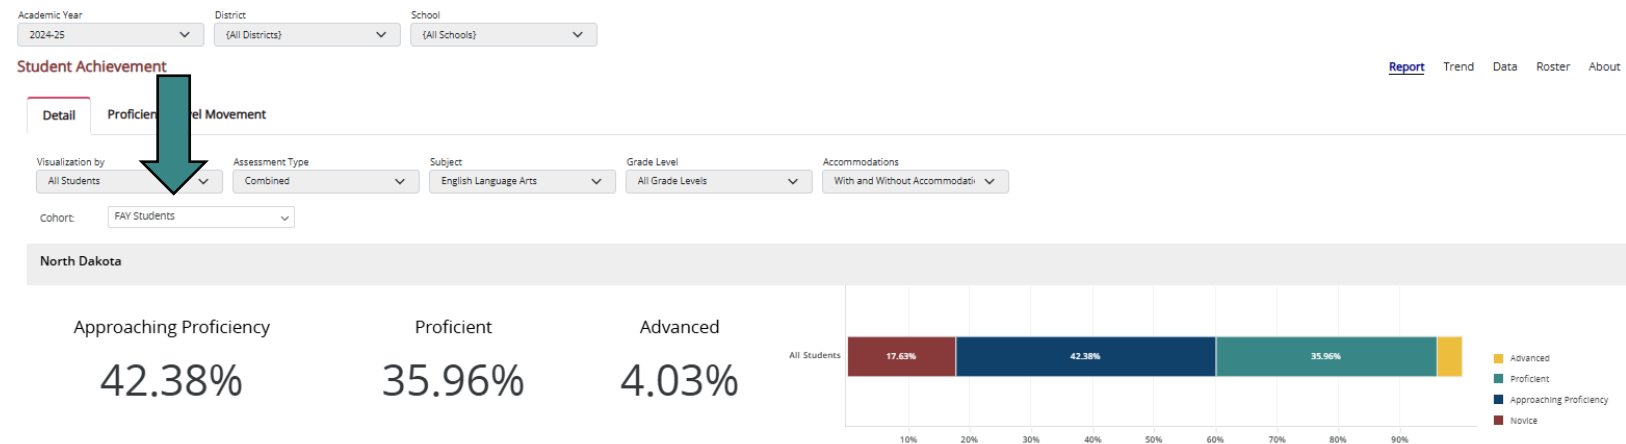 Academic Year District School
2024-25 {All Districts} {All Schools}
Student Achievement
Report Trend Data Roster About
Detail Movement
Visualization by Assessment Type Subject Grade Level Accommodations
All Students Combined English Language Arts All Grade Levels With and Without Accommodati
Cohort: FAY Students
North Dakota
Approaching Proficiency Proficient Advanced
42.38% 35.96% 4.03%
All Students 17.63% 42.38% 35.96%
Advanced
Proficient
Approaching Proficiency
Novice
10% 20% 30% 40% 50% 60% 70% 80% 90%